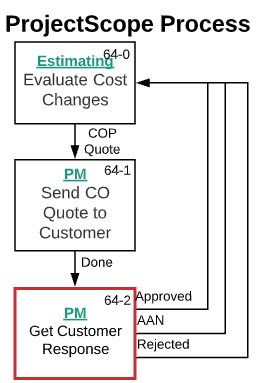 ProjectScope Process
64-0
Estimating
Evaluate Cost
Changes
COP
Quote
64-1
PM
Send CO
Quote to
Customer
Done
64-2
PM
Get Customer
Response
Approved
AAN
Rejected